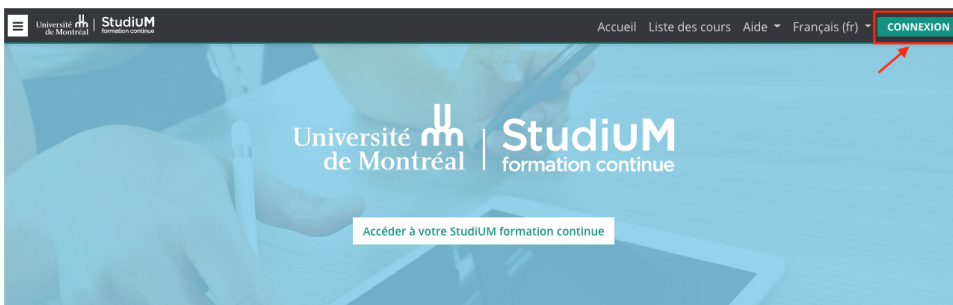 Université de Montréal | StudiUM formation continue
Accueil Liste des cours Aide Français (fr) CONNEXION
Université de Montréal | StudiUM formation continue
Accéder à votre StudiUM formation continue